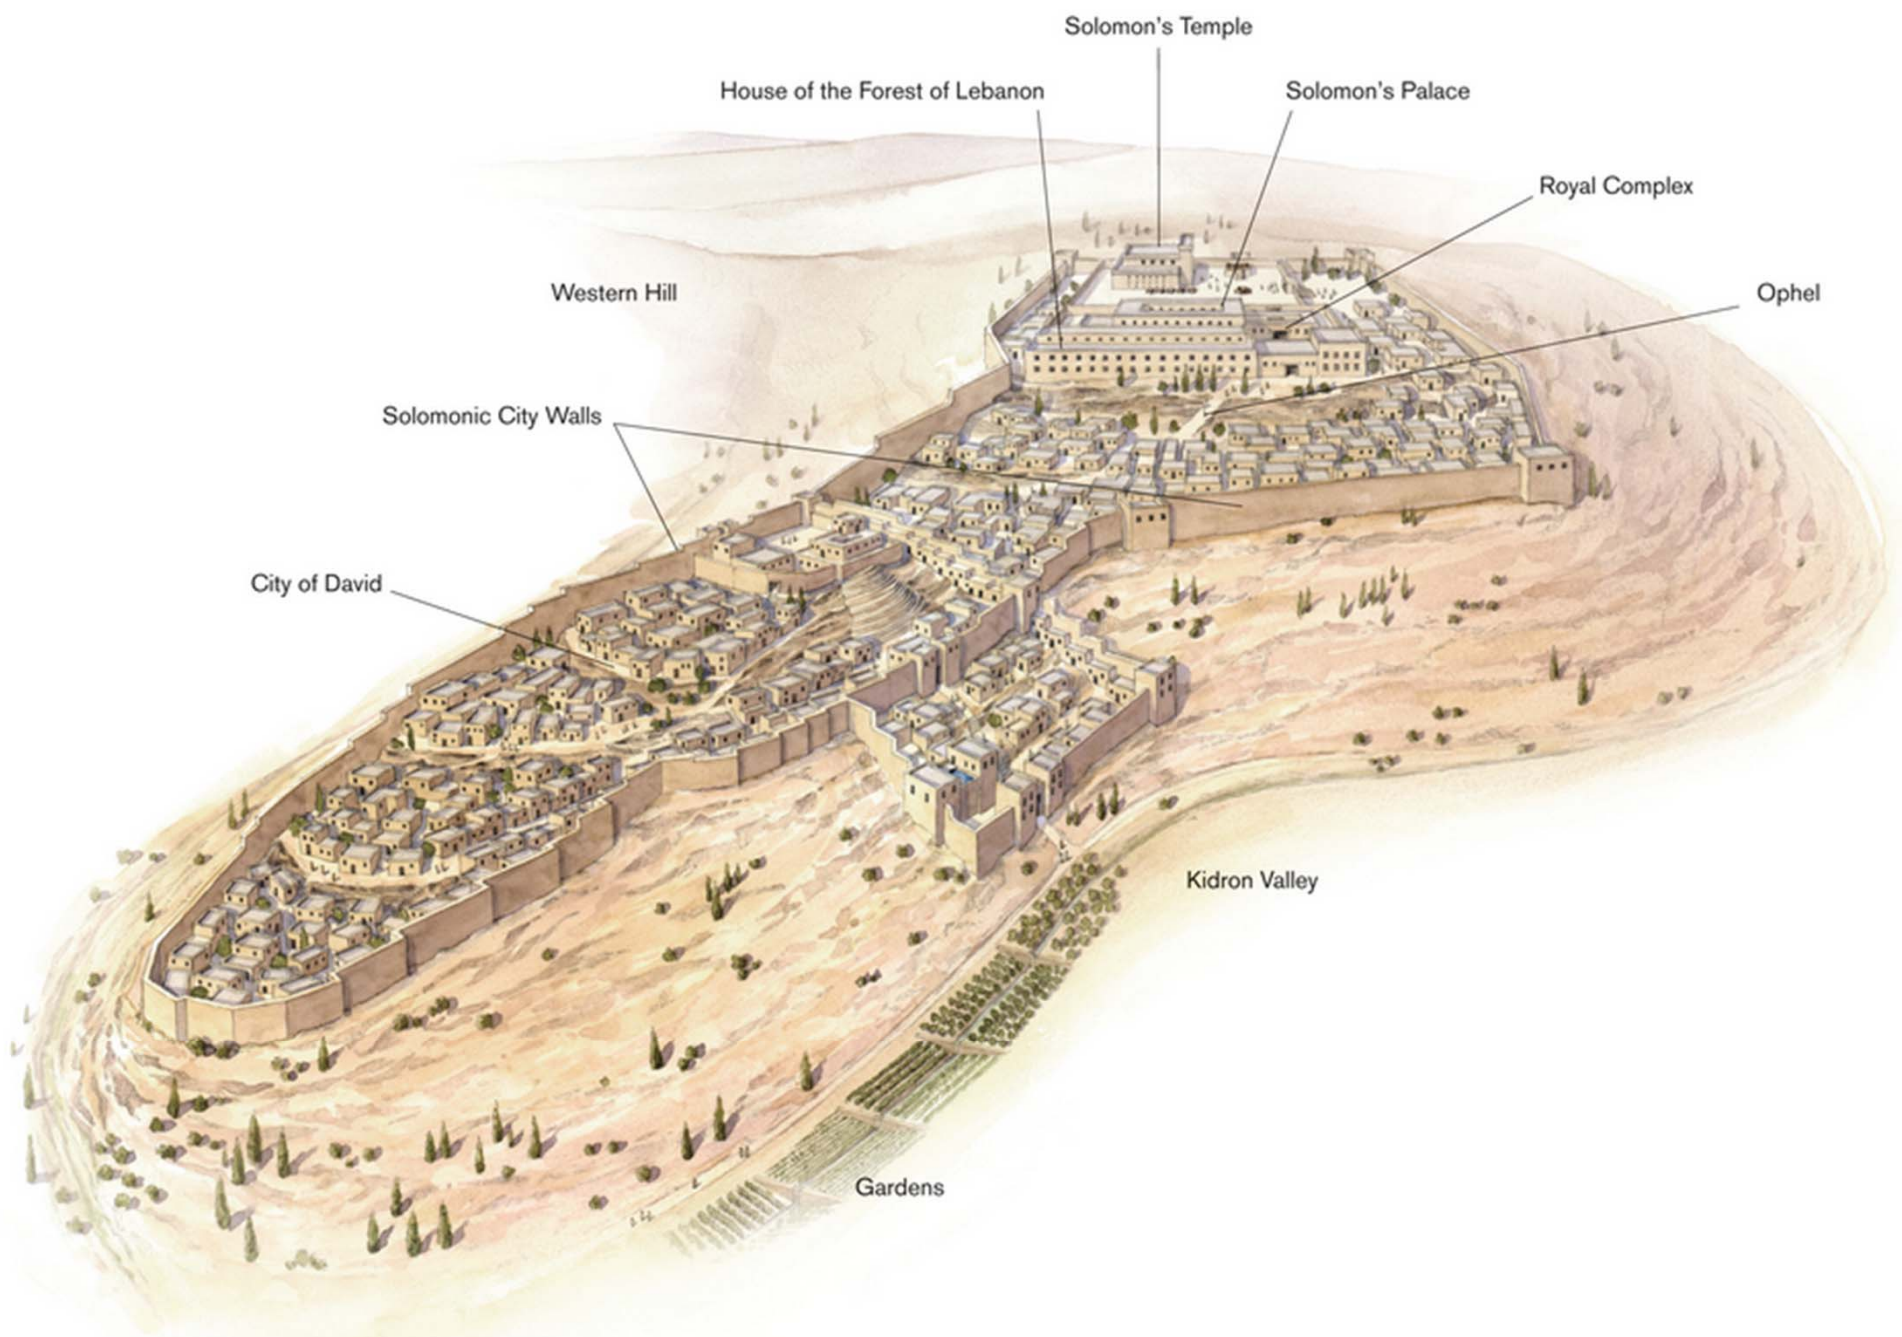 Solomon's Temple
House of the Forest of Lebanon
Solomon's Palace
Royal Complex
Western Hill
Ophel
Solomonic City Walls
City of David
Kidron Valley
Gardens